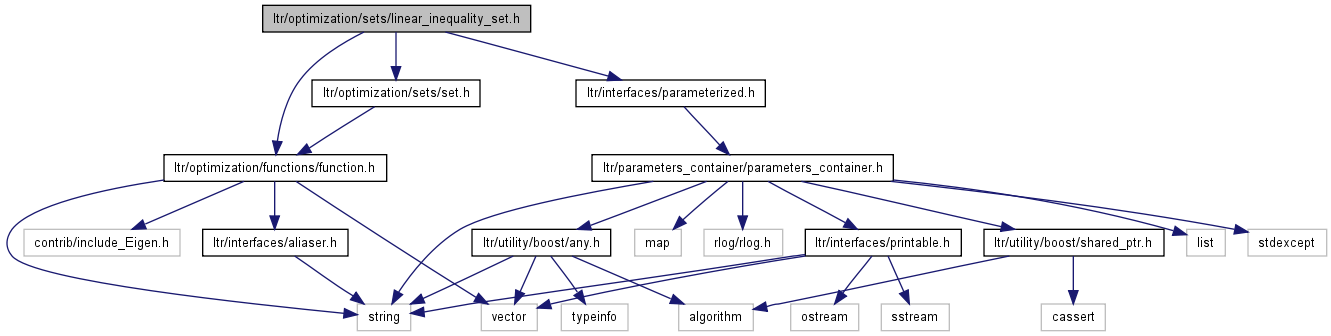 ltr/optimization/sets/linear_inequality_set.h
ltr/optimization/sets/set.h
ltr/interfaces/parameterized.h
ltr/optimization/functions/function.h
ltr/parameters_container/parameters_container.h
contrib/include_Eigen.h
ltr/interfaces/aliaser.h
ltr/utility/boost/any.h
map
rlog/rlog.h
ltr/interfaces/printable.h
ltr/utility/boost/shared_ptr.h
list
stdexcept
string
vector
typeinfo
algorithm
ostream
sstream
cassert